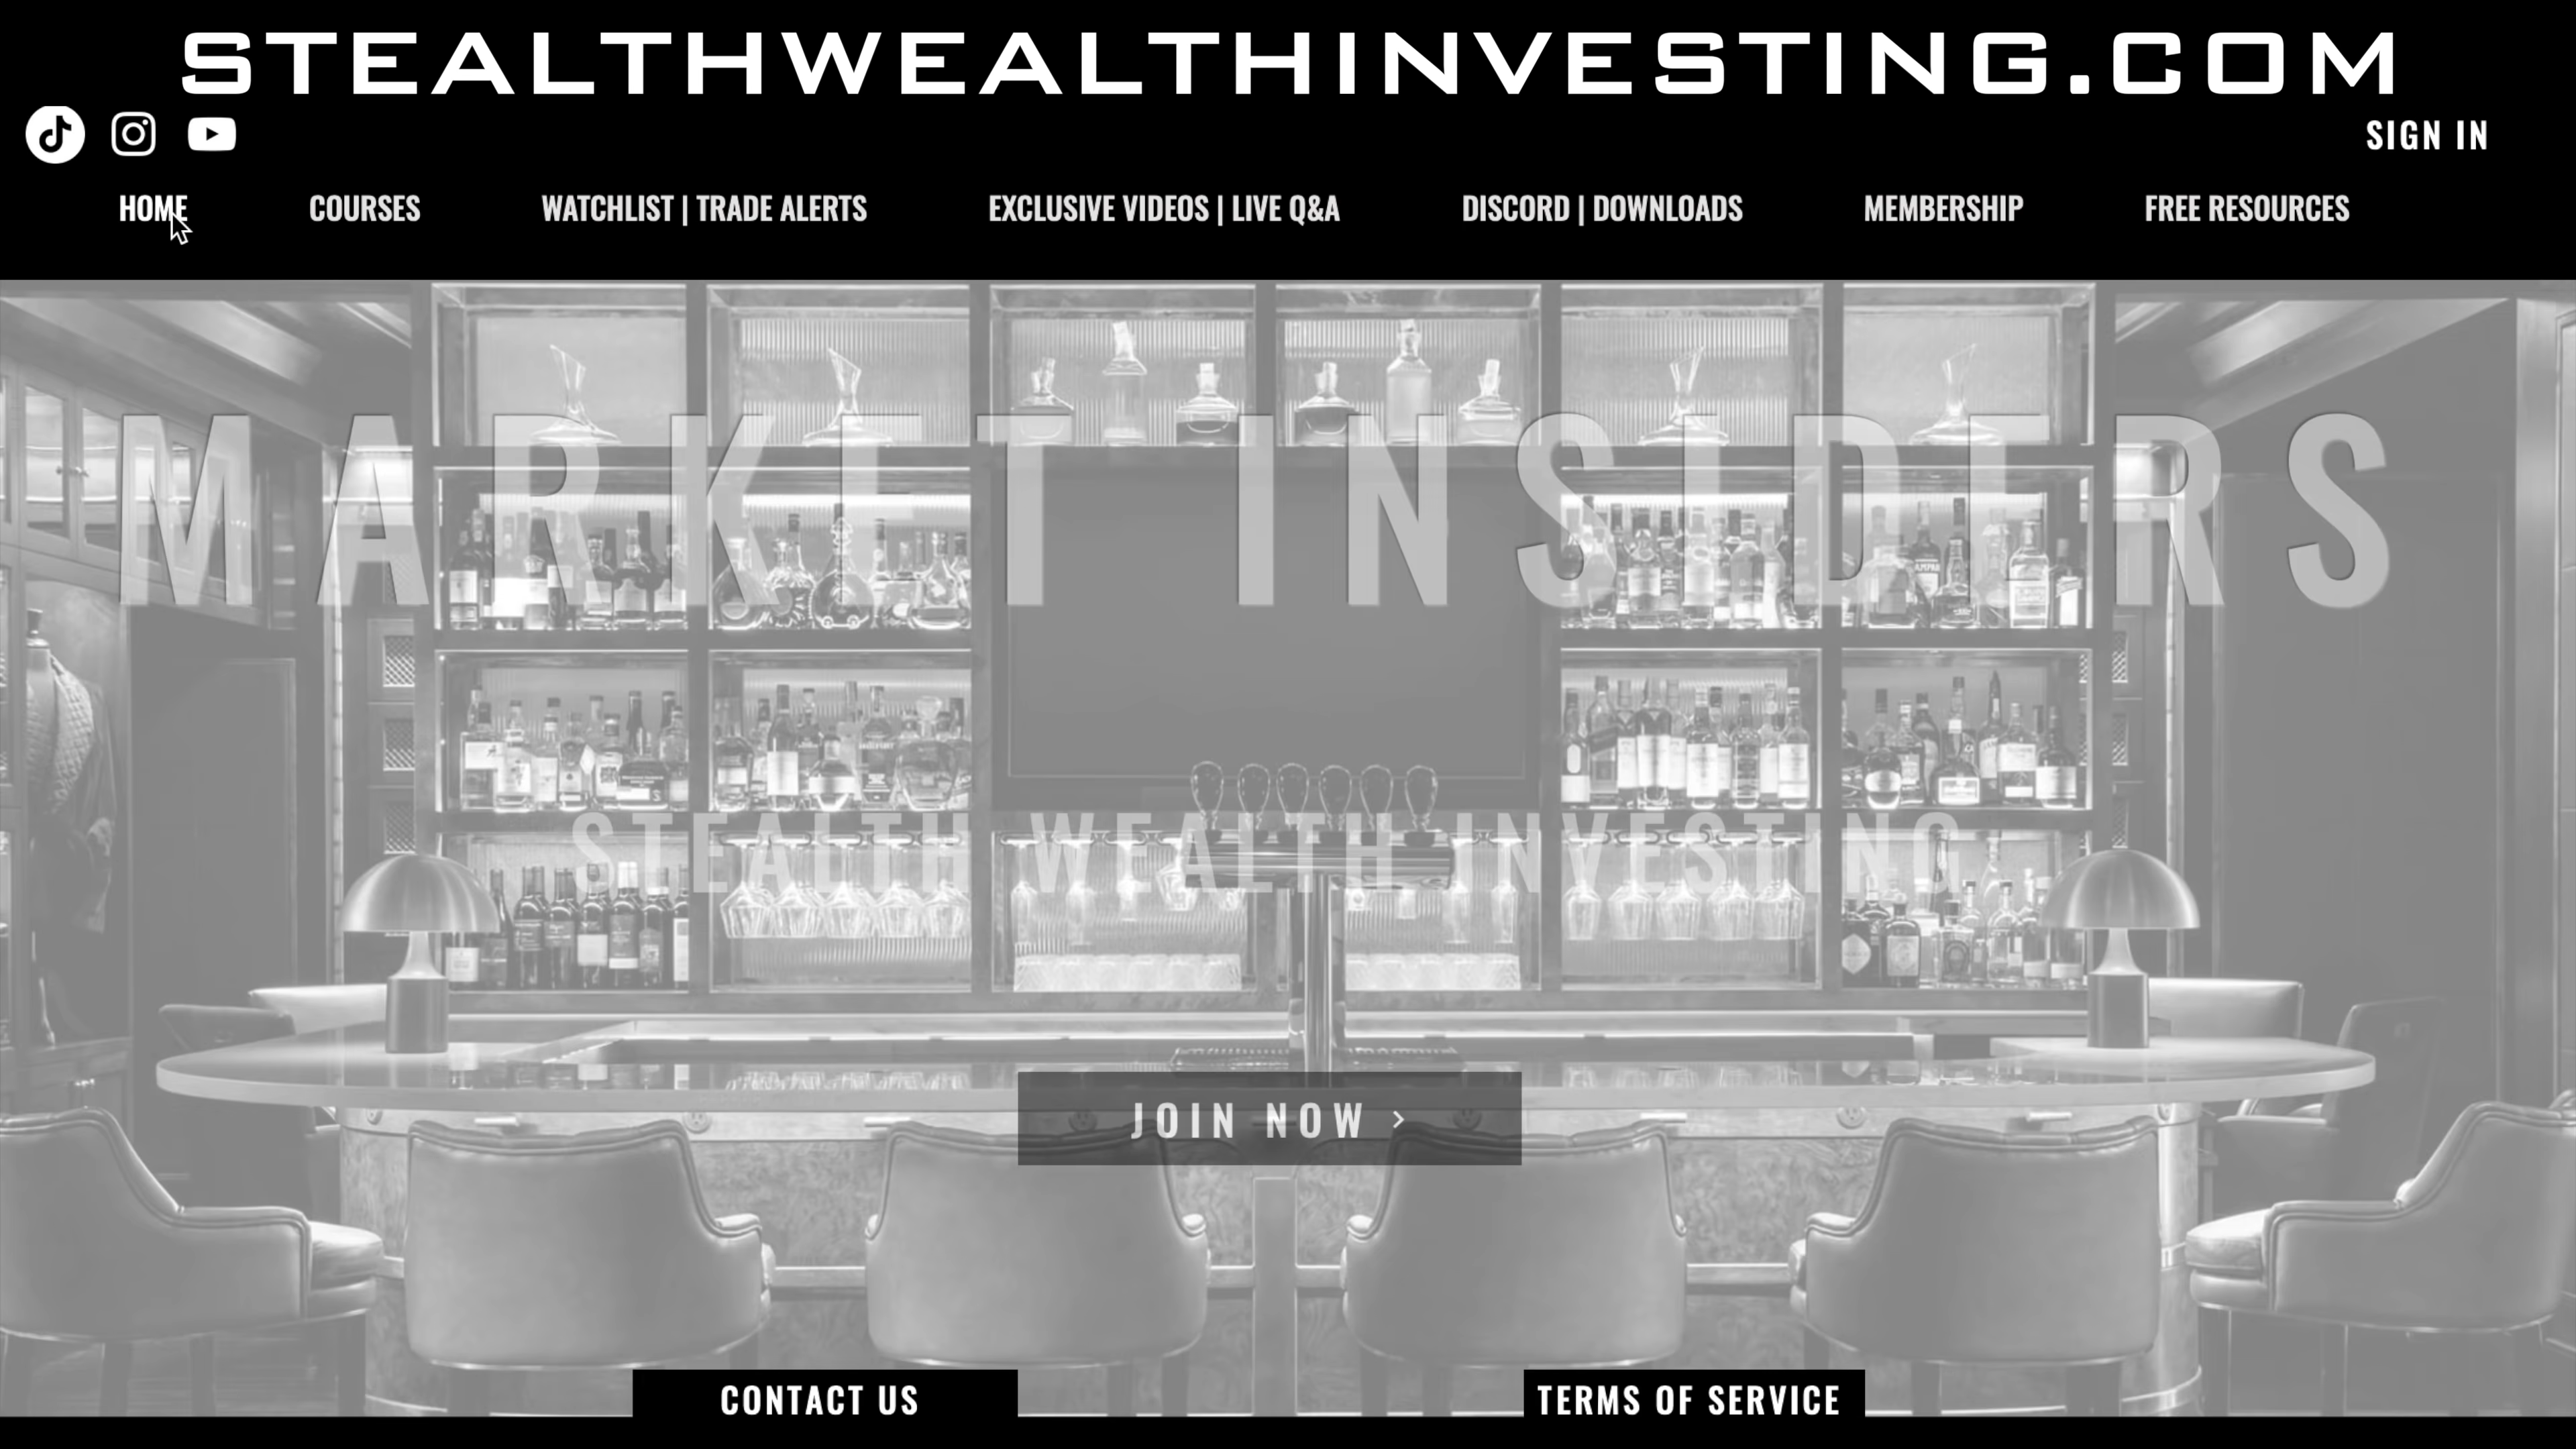 STEALTHWEALTHINVESTING.COM
SIGN IN
HOME
COURSES
WATCHLIST | TRADE ALERTS
EXCLUSIVE VIDEOS | LIVE Q&A
DISCORD | DOWNLOADS
MEMBERSHIP
FREE RESOURCES
MARKET INSIDERS
STEALTH WEALTH INVESTING
JOIN NOW >
CONTACT US
TERMS OF SERVICE